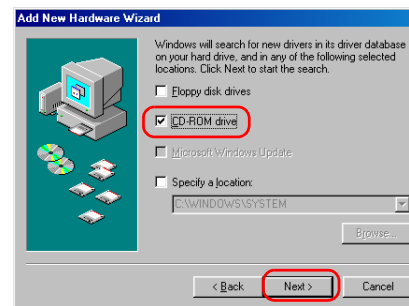 Add New Hardware Wizard
Windows will search for new drivers in its driver database
on your hard drive, and in any of the following selected
locations. Click Next to start the search.
Floppy disk drives
CD-ROM drive
Microsoft Windows Update
Specify a location:
C:\WINDOWS\SYSTEM
Browse...
< Back Next > Cancel